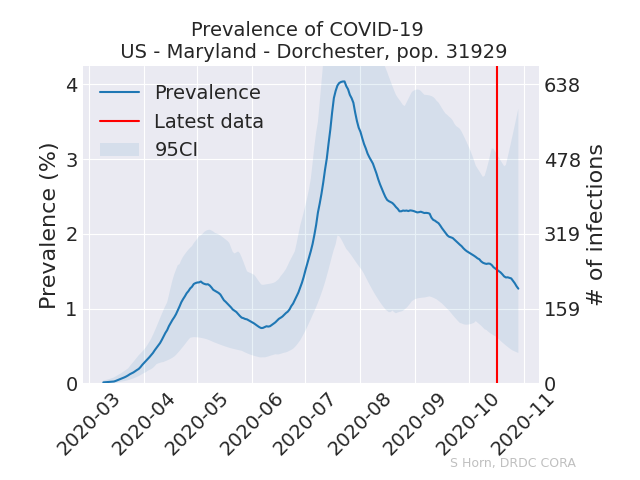 Prevalence of COVID-19
US - Maryland - Dorchester, pop. 31929
Prevalence
Latest data
95CI
Prevalence (%)
4
3
2
1
0
638
478
319
159
0
# of infections
2020-03
2020-04
2020-05
2020-06
2020-07
2020-08
2020-09
2020-10
2020-11
S Horn, DRDC CORA